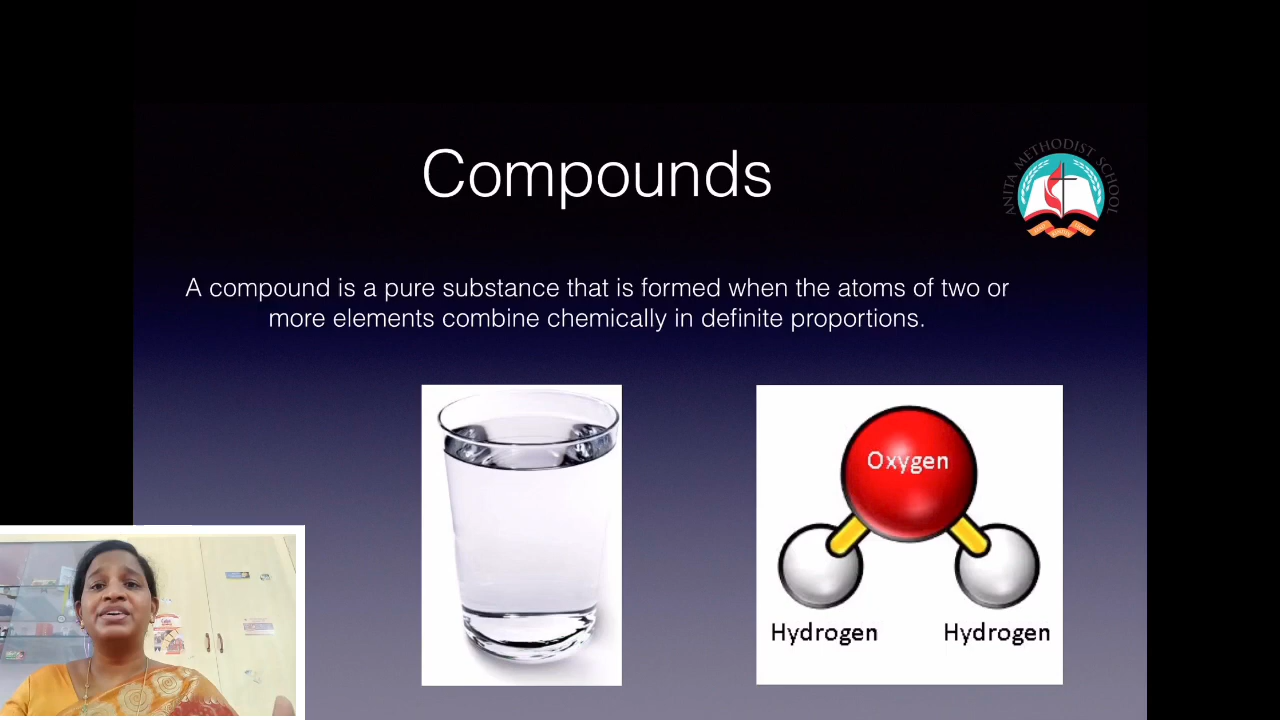 Compounds
ANITA METHODIST SCHOOL
A compound is a pure substance that is formed when the atoms of two or
more elements combine chemically in definite proportions.
Oxygen
Hydrogen
Hydrogen